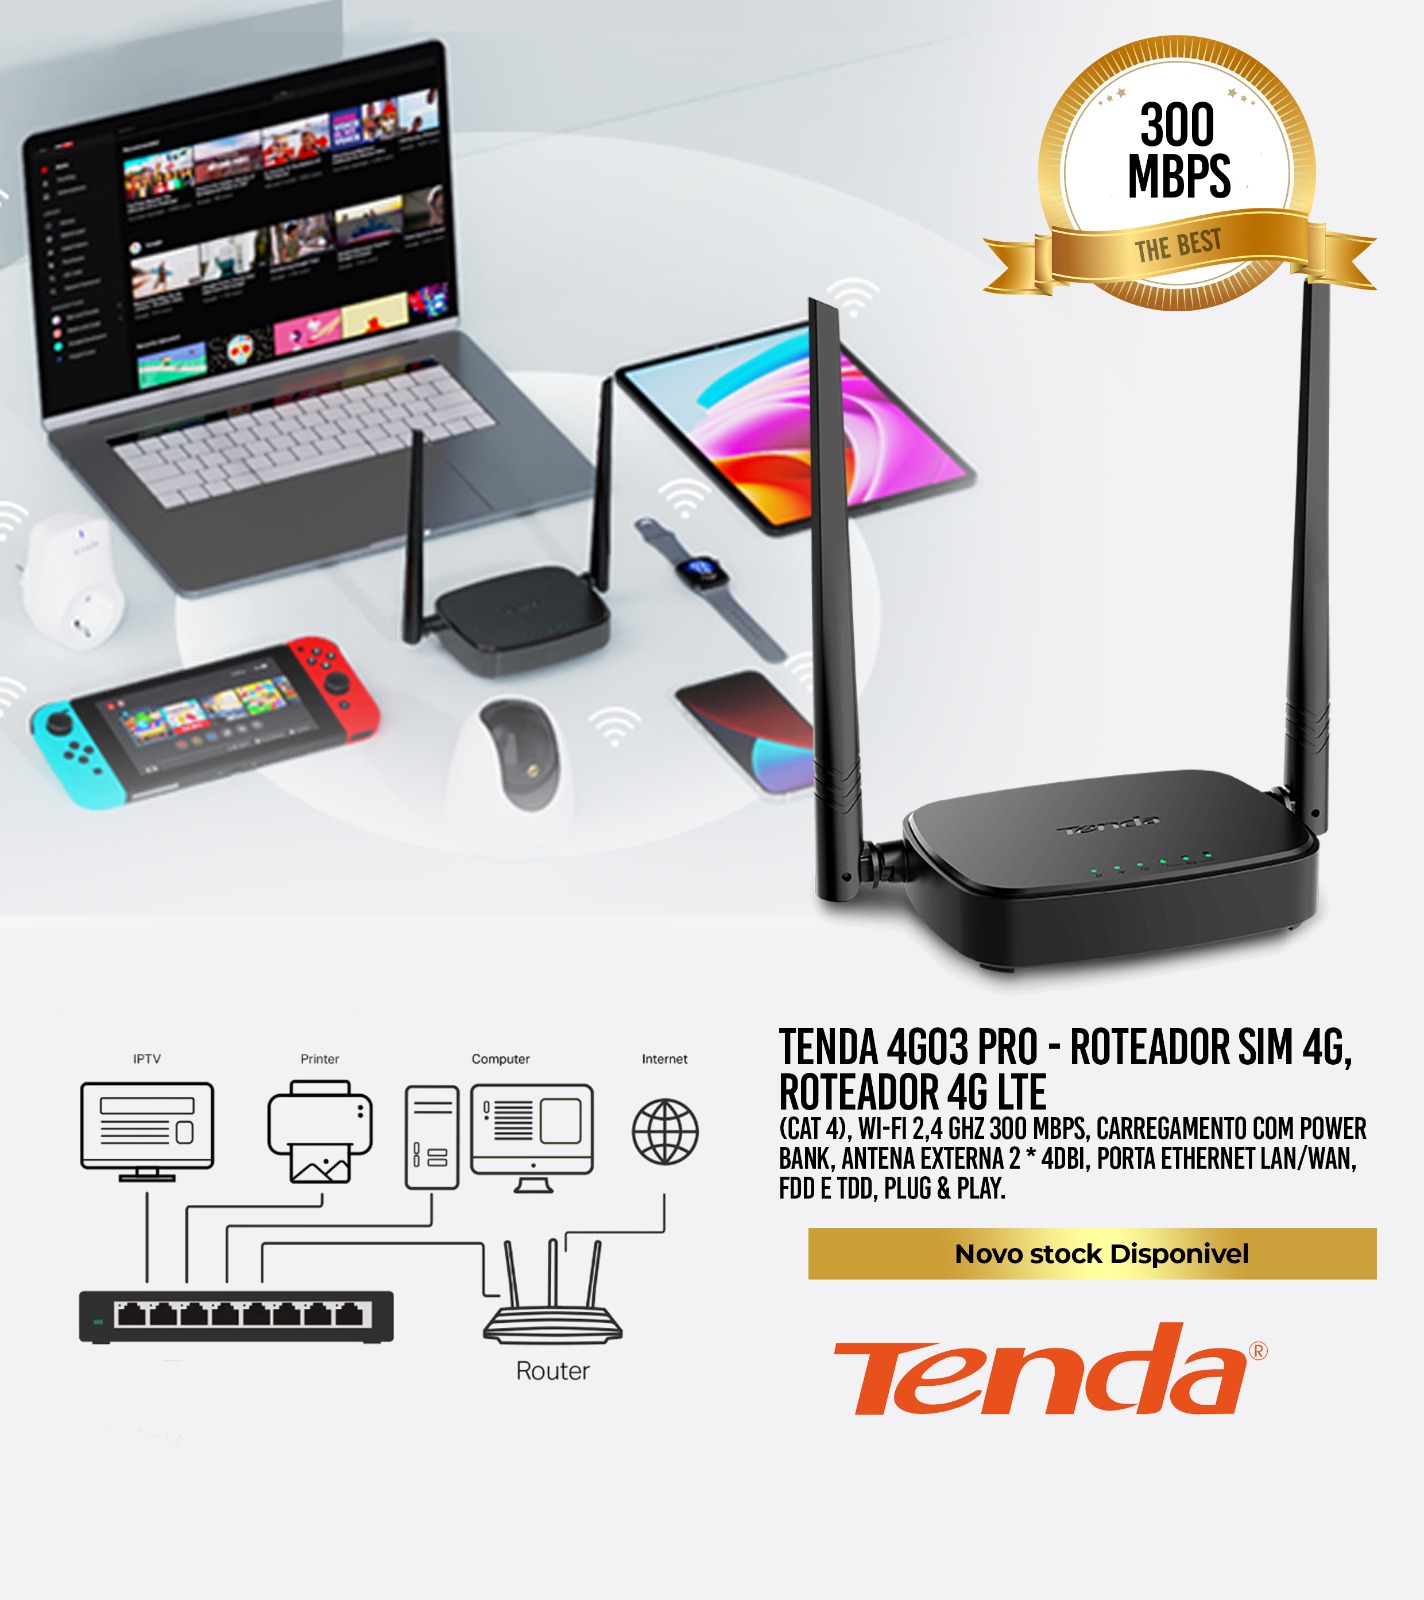 300
MBPS
THE BEST
Tenda
IPTV
Printer
Computer
Internet
Router
TENDA 4G03 PRO - ROTEADOR SIM 4G,
ROTEADOR 4G LTE
(CAT 4), WI-FI 2,4 GHZ 300 MBPS, CARREGAMENTO COM POWER
BANK, ANTENA EXTERNA 2 * 4DBI, PORTA ETHERNET LAN/WAN,
FDD E TDD, PLUG & PLAY.
Novo stock Disponivel
Tenda®